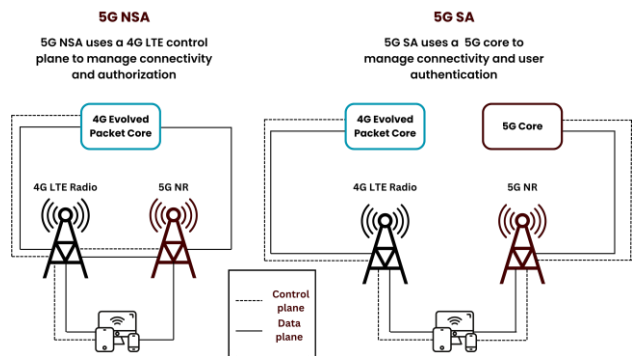 5G NSA
5G NSA uses a 4G LTE control
plane to manage connectivity
and authorization
4G Evolved
Packet Core
4G LTE Radio
5G NR
5G SA
5G SA uses a 5G core to
manage connectivity and user
authentication
4G Evolved
Packet Core
5G Core
4G LTE Radio
5G NR
Control
plane
Data
plane